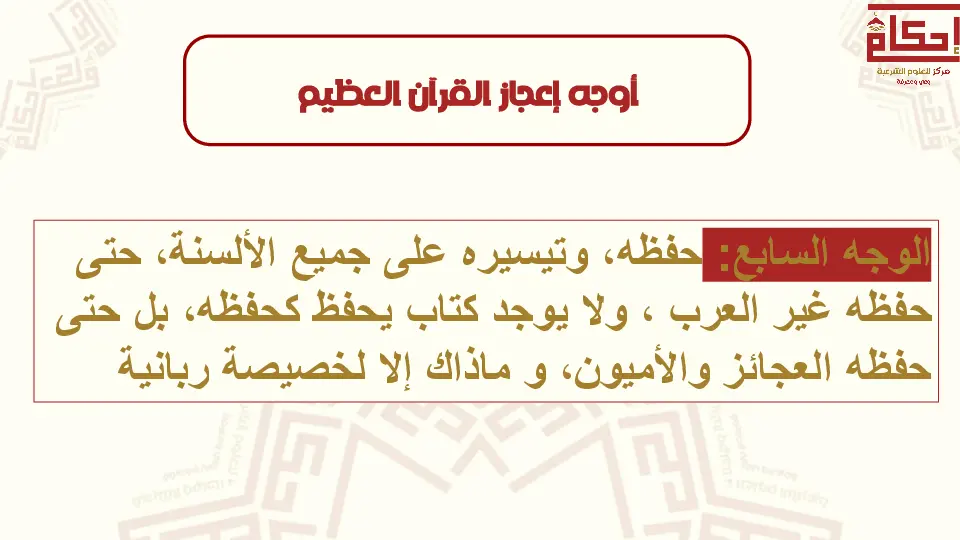 إحكام
مركز للعلوم الشرعية
وعي ومعرفة
أوجه إعجاز القرآن العظيم
الوجه السابع: حفظه، وتيسيره على جميع الألسنة، حتى
حفظه غير العرب ، ولا يوجد كتاب يحفظ كحفظه، بل حتى
حفظه العجائز والأميون، و ماذاك إلا لخصيصة ربانية